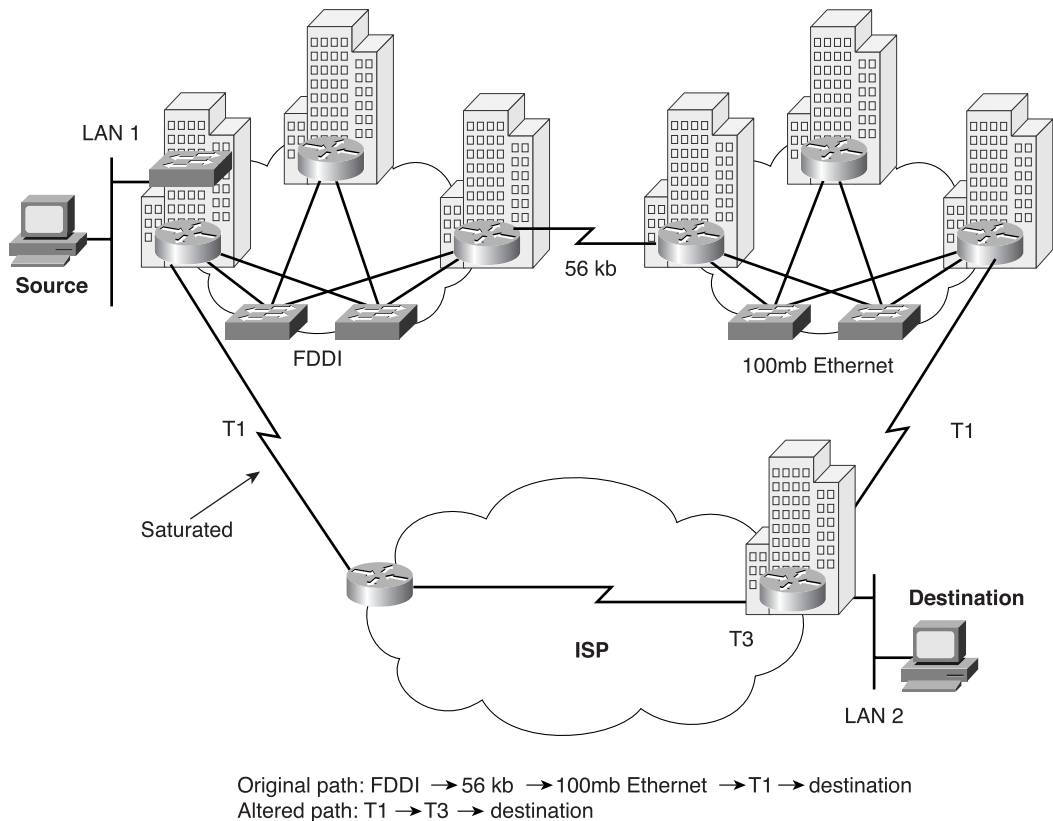 LAN 1
Source
56 kb
FDDI
100mb Ethernet
T1
T1
Saturated
Destination
T3
ISP
LAN 2
Original path: FDDI → 56 kb → 100mb Ethernet → T1 → destination
Altered path: T1 → T3 → destination